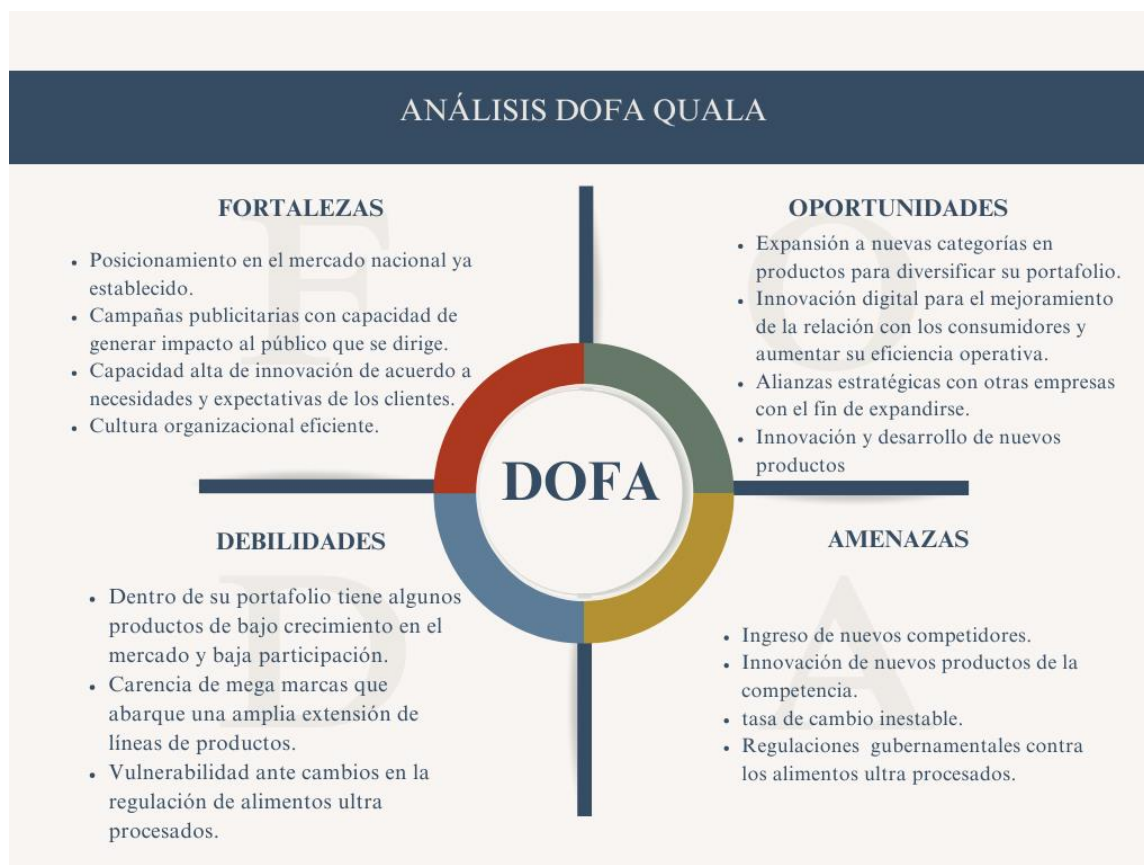 ANÁLISIS DOFA QUALA
FORTALEZAS
• Posicionamiento en el mercado nacional ya
establecido.
• Campañas publicitarias con capacidad de
generar impacto al público que se dirige.
• Capacidad alta de innovación de acuerdo a
necesidades y expectativas de los clientes.
• Cultura organizacional eficiente.
OPORTUNIDADES
• Expansión a nuevas categorías en
productos para diversificar su portafolio.
• Innovación digital para el mejoramiento
de la relación con los consumidores y
aumentar su eficiencia operativa.
• Alianzas estratégicas con otras empresas
con el fin de expandirse.
• Innovación y desarrollo de nuevos
productos
DOFA
DEBILIDADES
• Dentro de su portafolio tiene algunos
productos de bajo crecimiento en el
mercado y baja participación.
• Carencia de mega marcas que
abarque una amplia extensión de
líneas de productos.
• Vulnerabilidad ante cambios en la
regulación de alimentos ultra
procesados.
AMENAZAS
• Ingreso de nuevos competidores.
• Innovación de nuevos productos de la
competencia.
• tasa de cambio inestable.
• Regulaciones gubernamentales contra
los alimentos ultra procesados.
F
O
D
A